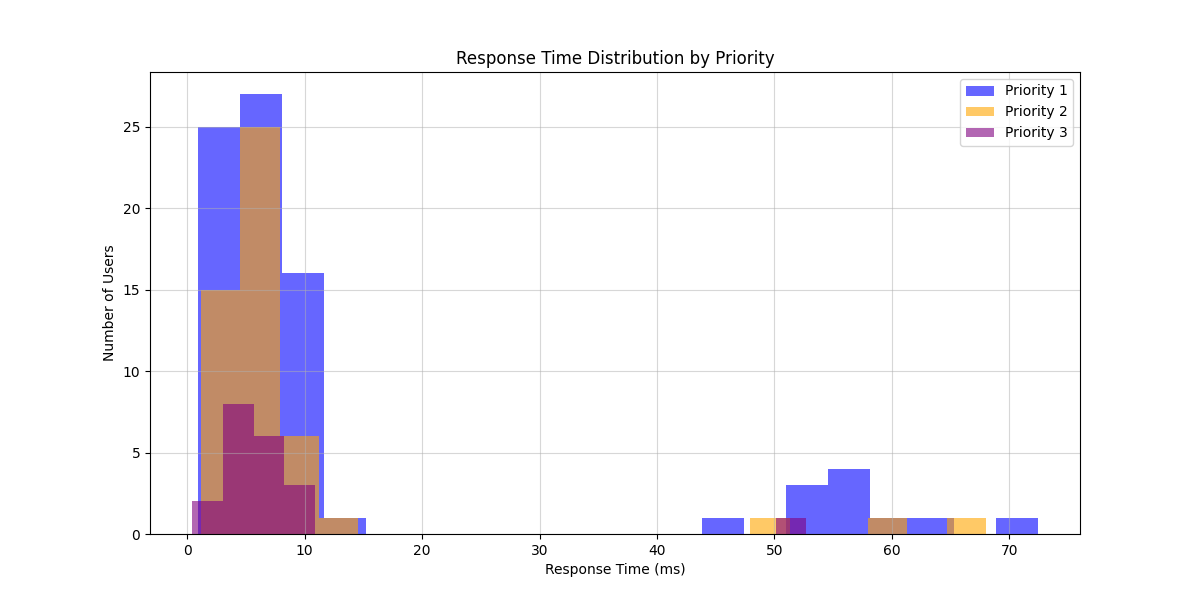 Response Time Distribution by Priority
Priority 1
Priority 2
Priority 3
25
20
15
10
5
0
Number of Users
0 10 20 30 40 50 60 70
Response Time (ms)